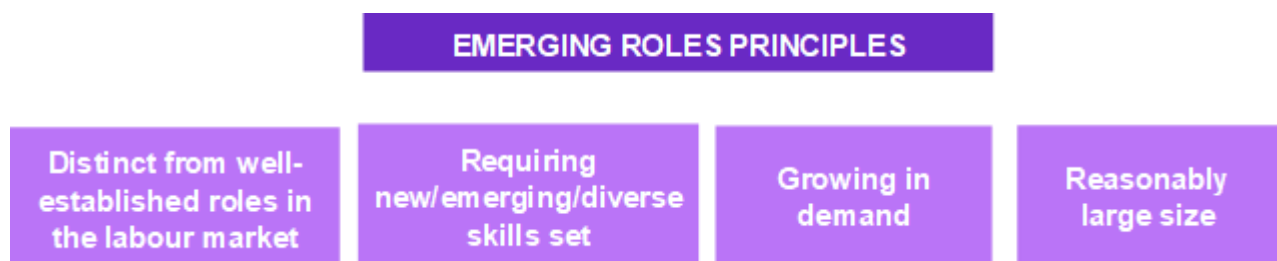 EMERGING ROLES PRINCIPLES
Distinct from well-
established roles in
the labour market
Requiring
new/emerging/diverse
skills set
Growing in
demand
Reasonably
large size